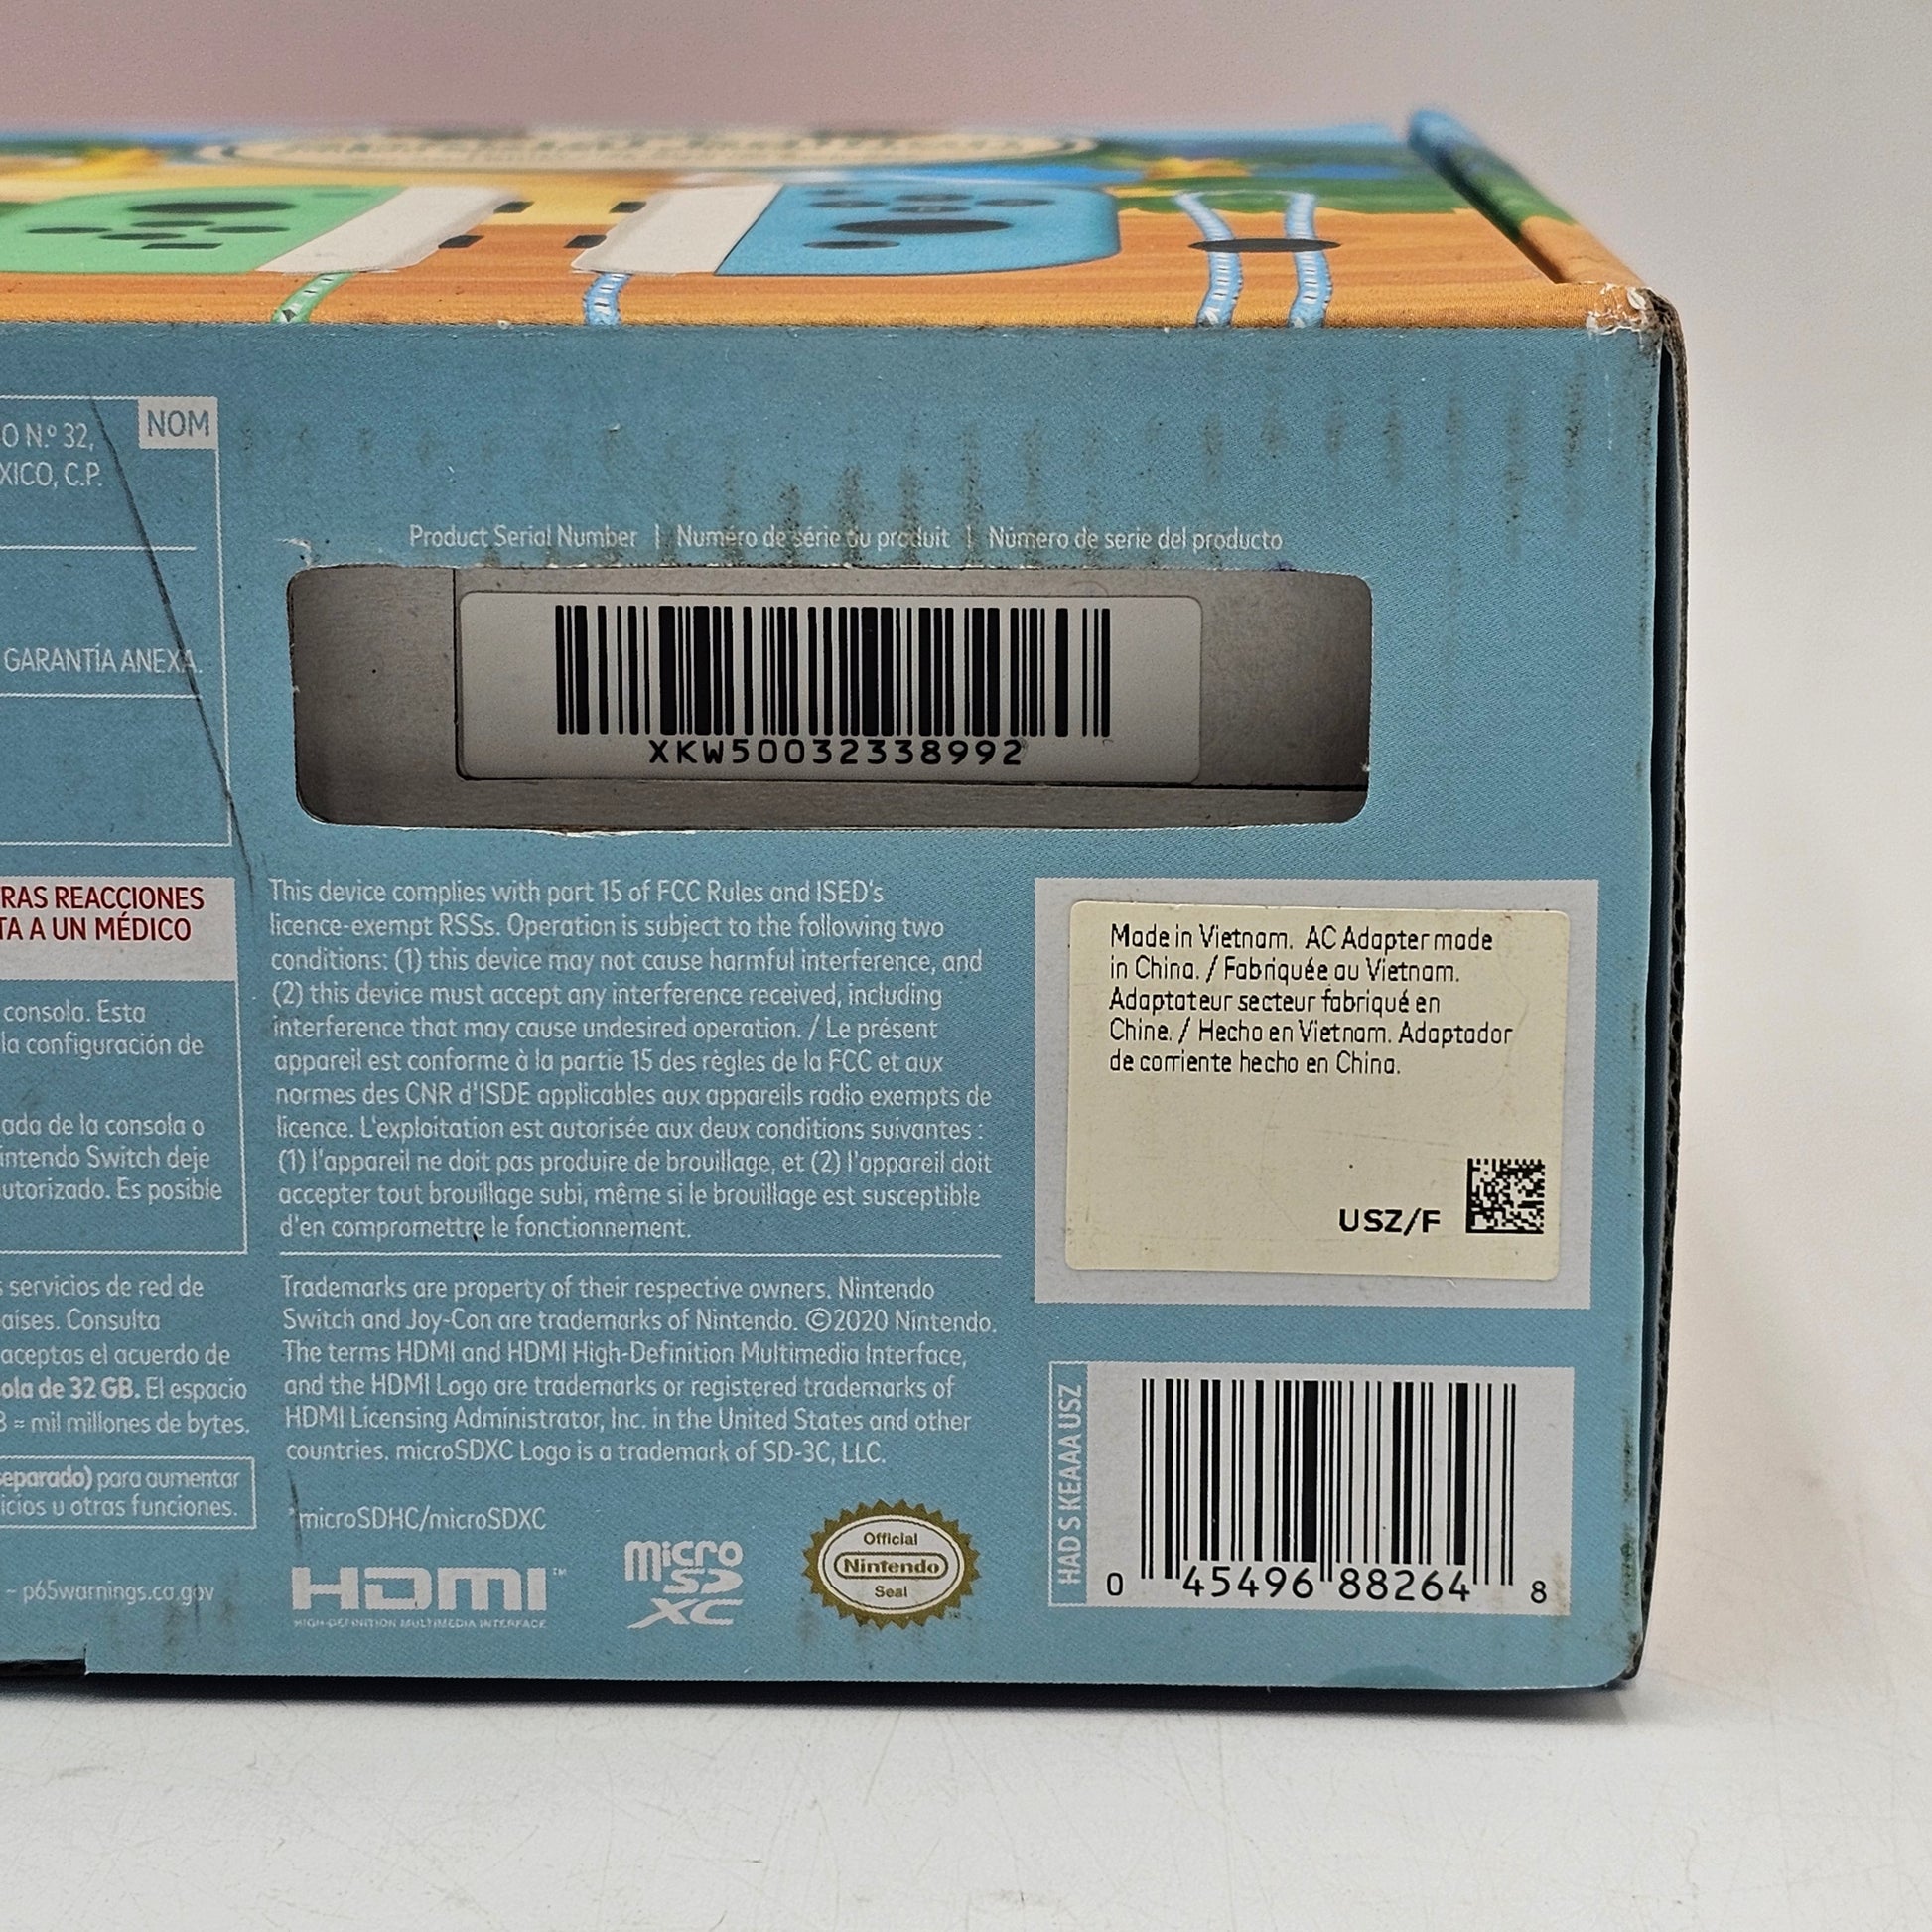 O N.º 32,
NOM
XICO, C.P.
GARANTÍA ANEXA.
RAS REACCIONES
TA A UN MÉDICO
consola. Esta
la configuración de
ada de la consola o
intendo Switch deje
utorizado. Es posible
s servicios de red de
aíses. Consulta
aceptas el acuerdo de
ola de 32 GB. El espacio
B = mil millones de bytes.
separado) para aumentar
icios u otras funciones.
– p65warnings.ca.gov
Product Serial Number | Numéro de série du produit | Número de serie del producto
XKW50032338992
This device complies with part 15 of FCC Rules and ISED's
licence-exempt RSSs. Operation is subject to the following two
conditions: (1) this device may not cause harmful interference, and
(2) this device must accept any interference received, including
interference that may cause undesired operation. / Le présent
appareil est conforme à la partie 15 des règles de la FCC et aux
normes des CNR d'ISDE applicables aux appareils radio exempts de
licence. L'exploitation est autorisée aux deux conditions suivantes :
(1) l'appareil ne doit pas produire de brouillage, et (2) l'appareil doit
accepter tout brouillage subi, même si le brouillage est susceptible
d'en compromettre le fonctionnement.
Trademarks are property of their respective owners. Nintendo
Switch and Joy-Con are trademarks of Nintendo. ©2020 Nintendo.
The terms HDMI and HDMI High-Definition Multimedia Interface,
and the HDMI Logo are trademarks or registered trademarks of
HDMI Licensing Administrator, Inc. in the United States and other
countries. microSDXC Logo is a trademark of SD-3C, LLC.
*microSDHC/microSDXC
HDMI™
HIGH-DEFINITION MULTIMEDIA INTERFACE
micro
SD
XC
Official
Nintendo
Seal
Made in Vietnam. AC Adapter made
in China. / Fabriquée au Vietnam.
Adaptateur secteur fabriqué en
Chine. / Hecho en Vietnam. Adaptador
de corriente hecho en China.
USZ/F
HAD S KEAAA USZ
0 45496 88264 8